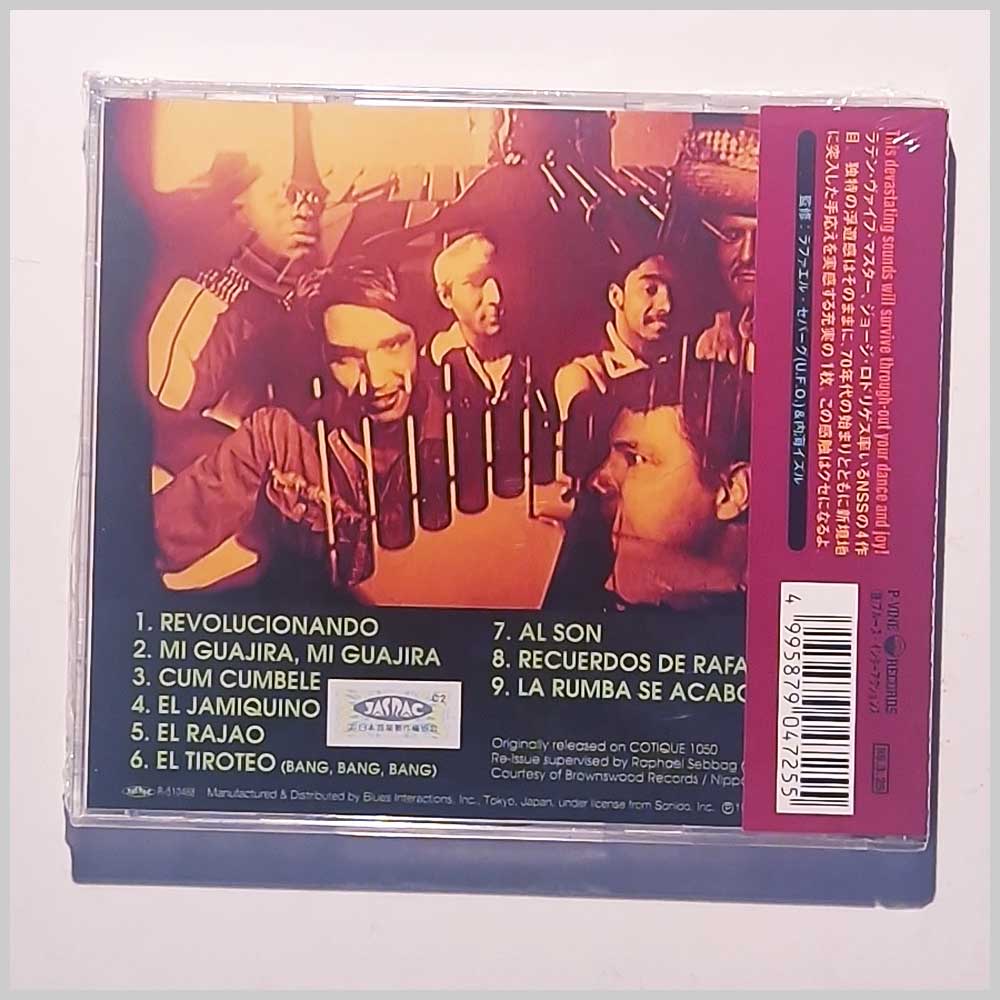 1. REVOLUCIONANDO
2. MI GUAJIRA, MI GUAJIRA
3. CUM CUMBELE
4. EL JAMIQUINO
5. EL RAJAO
6. EL TIROTEO (BANG, BANG, BANG)
7. AL SON
8. RECUERDOS DE RAFA
9. LA RUMBA SE ACABO
JASRAC
C2
Originally released on COTIQUE 1050
Re-Issue supervised by Raphael Sebbag
Courtesy of Brownswood Records / Nippo
JASRAC R-810468 Manufactured & Distributed by Blues Interactions, Inc., Tokyo, Japan, under license from Sonido, Inc. Ⓟ
This devastating sounds will survive through-out your dance and joy!
ラテン・ヴァイブ・マスター、ジョージ・ロドリゲス率いるNSSの4作
目 独特の浮遊感はそのままに、70年代の始まりとともに新境地
に突入した手応えを実感する充実の1枚、この感触はクセになるよ
監修:ラファエル・セバーグ(U.F.O.)&内海イズル
P-VINE RECORDS
4 995879 047255